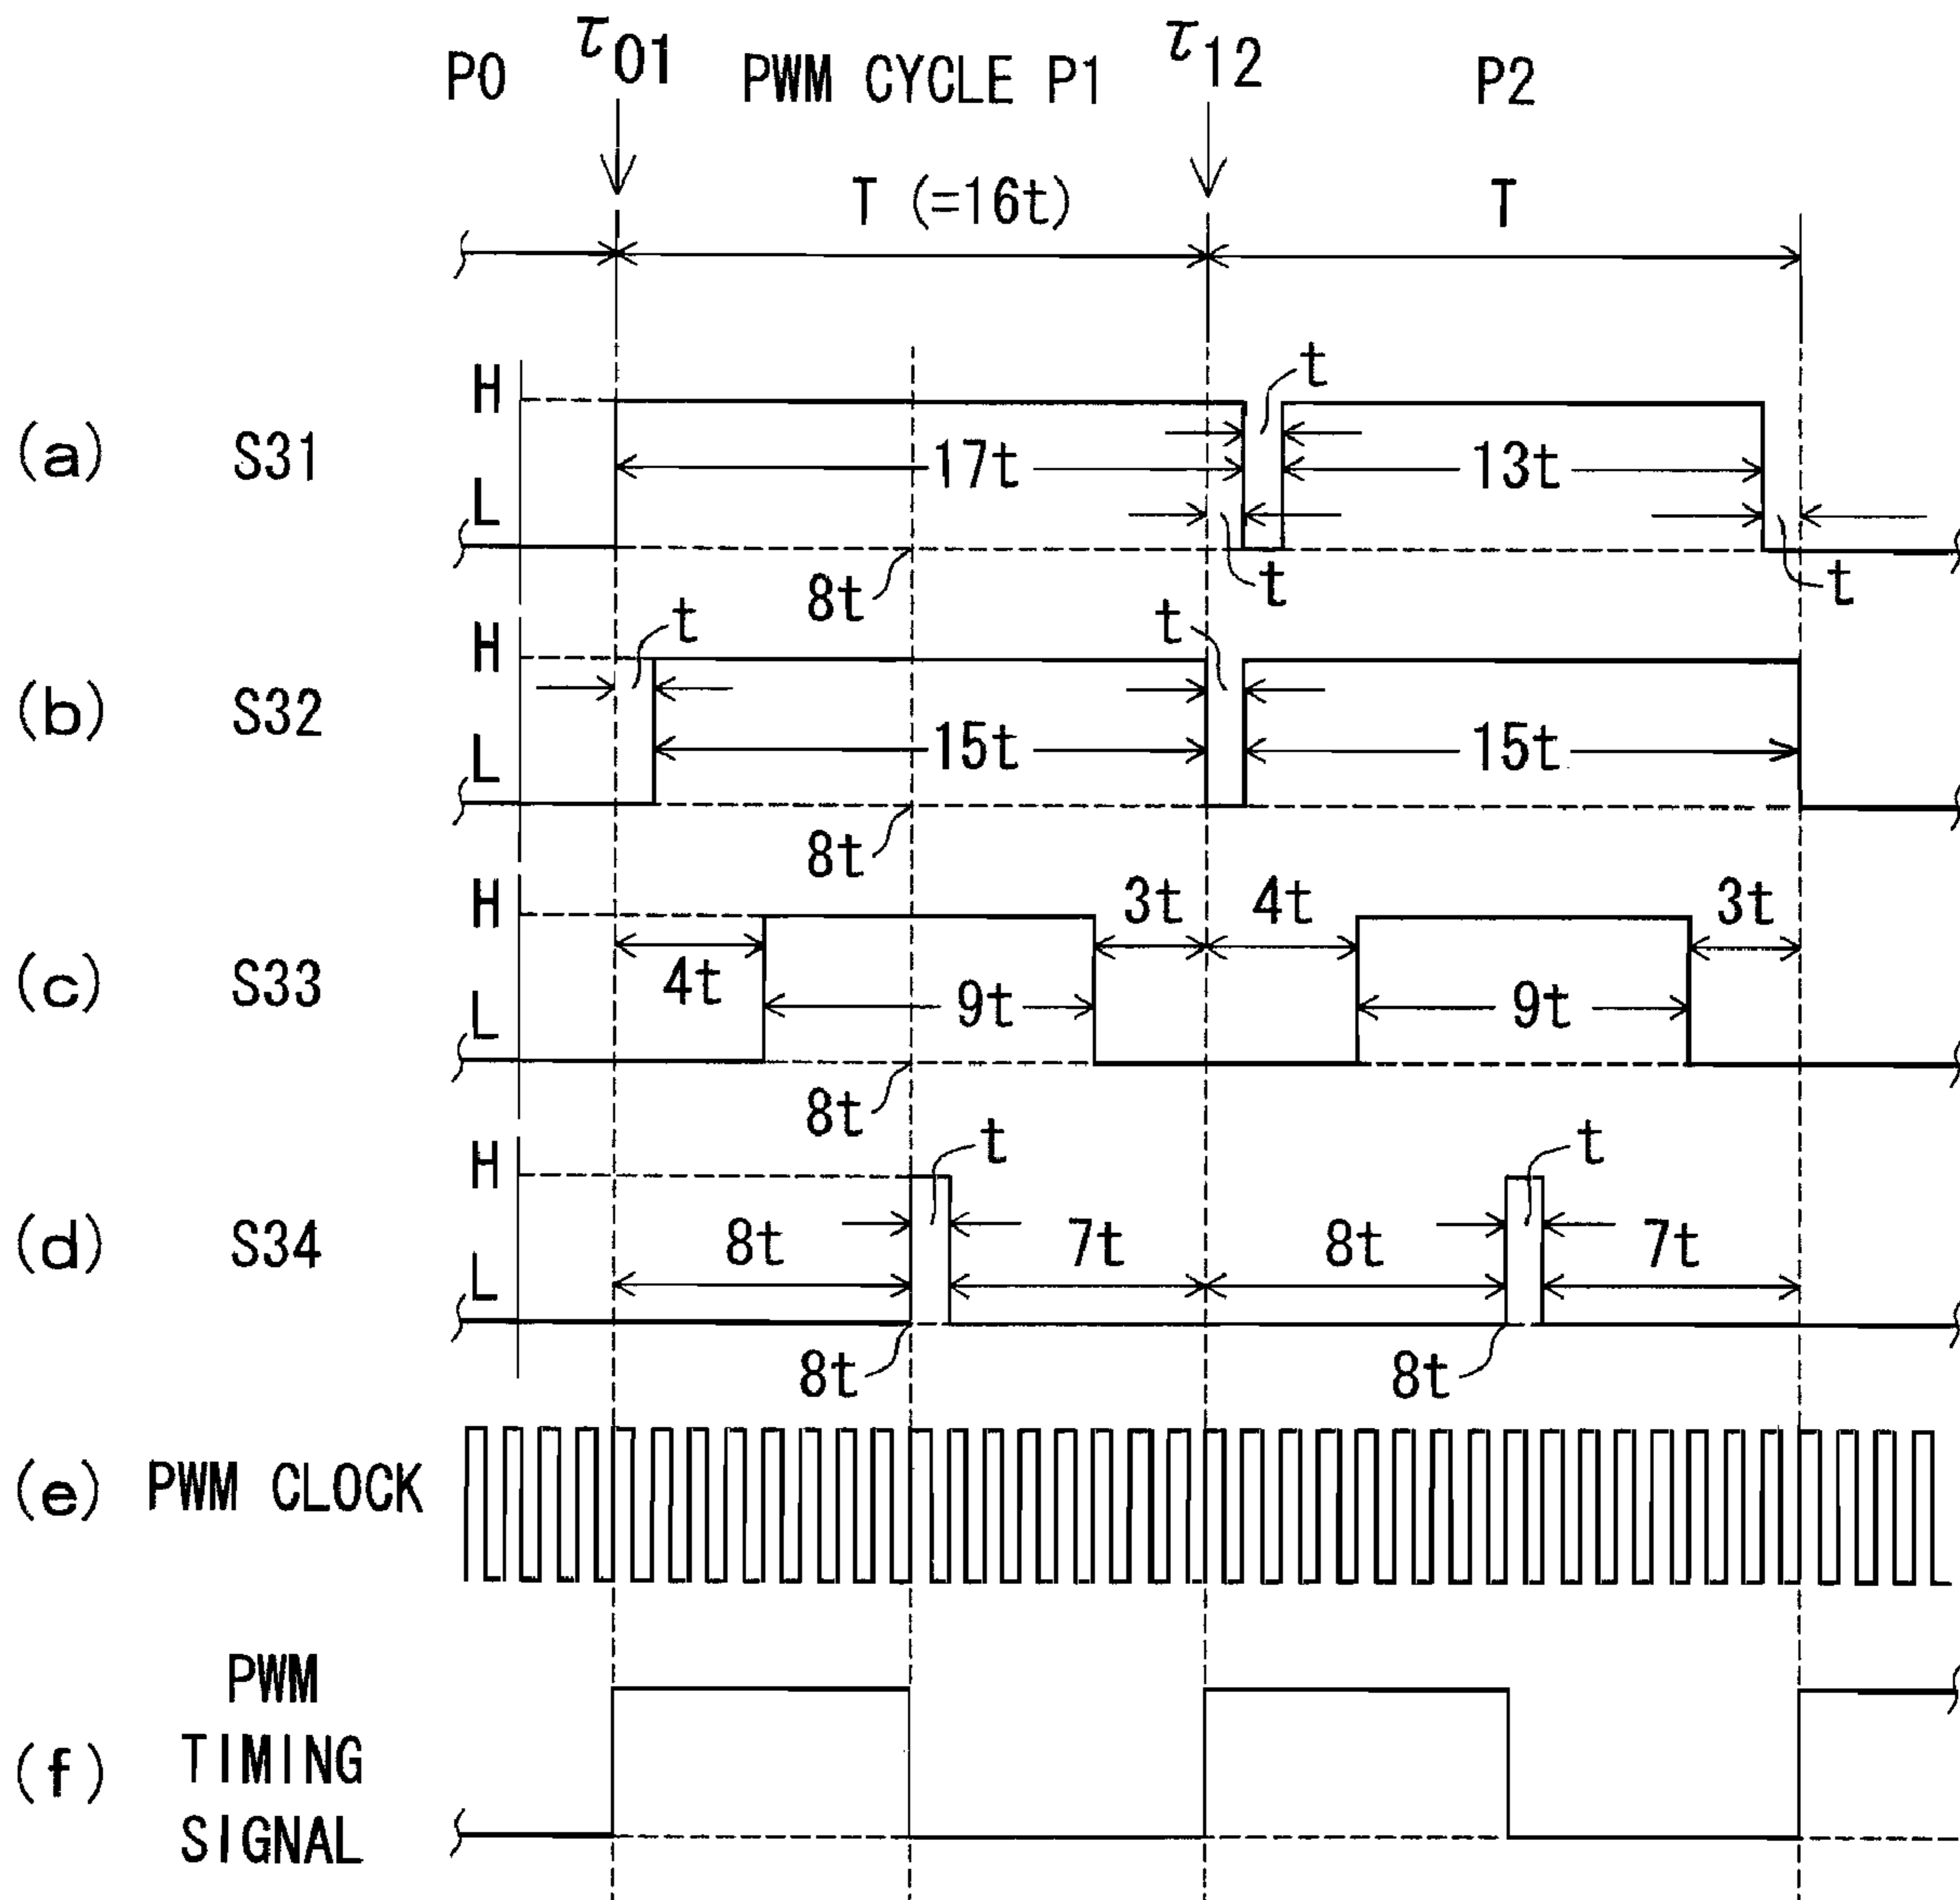 P0 τ01 PWM CYCLE P1 τ12 P2
T (=16t) T
t
(a) S31 H L 17t 13t
t t
8t
t t
(b) S32 H L 15t 15t
8t
(c) S33 H L 4t 9t 3t 4t 9t 3t
8t
t t
(d) S34 H L 8t 7t 8t 7t
8t 8t
(e) PWM CLOCK
(f) PWM
TIMING
SIGNAL